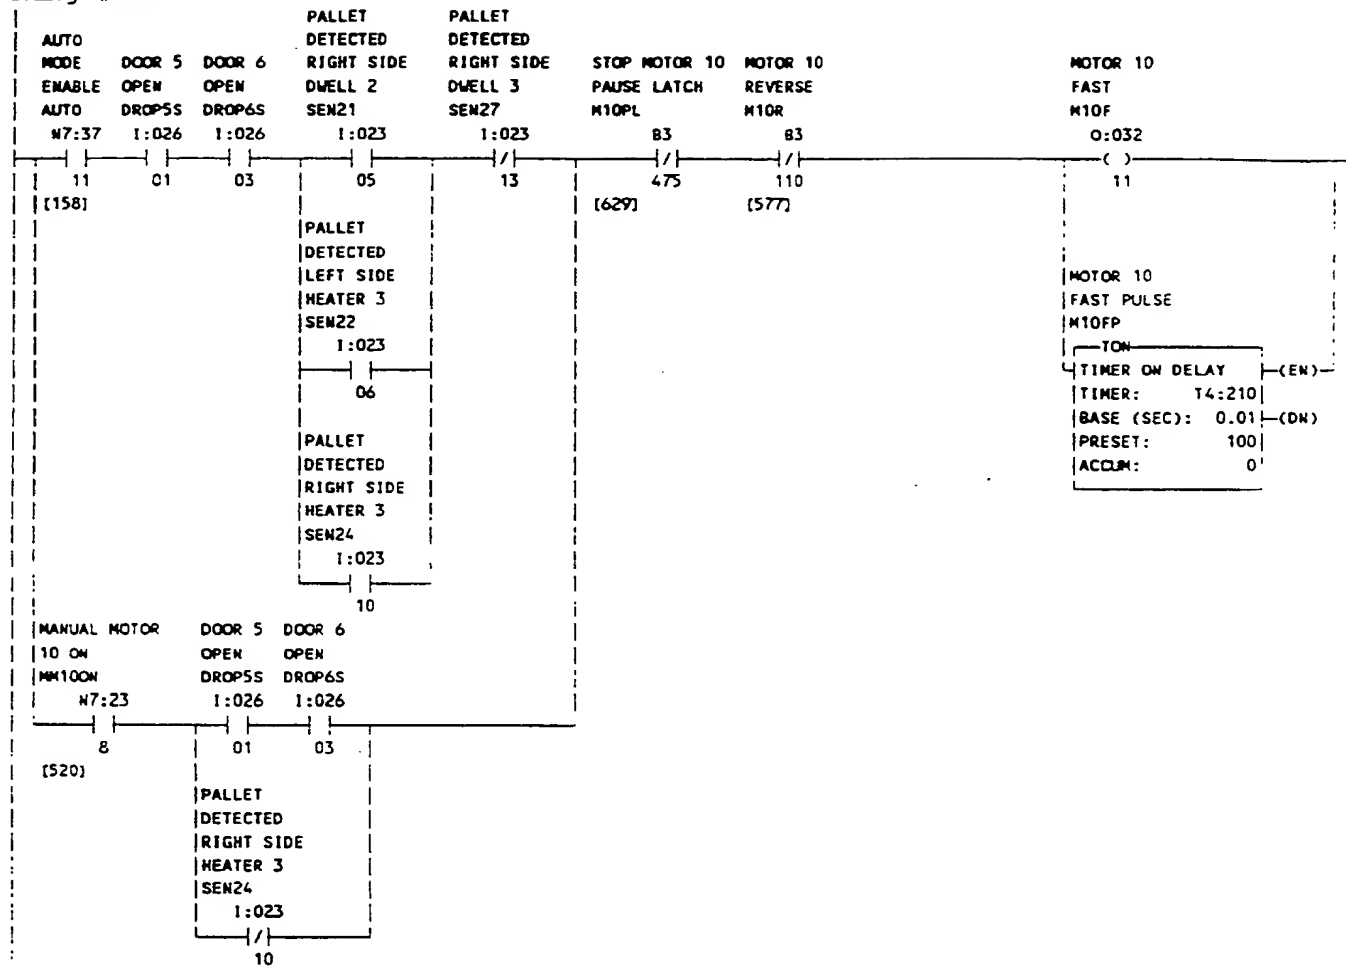 PALLET PALLET
AUTO DETECTED DETECTED
MODE DOOR 5 DOOR 6 RIGHT SIDE RIGHT SIDE STOP MOTOR 10 MOTOR 10 MOTOR 10
ENABLE OPEN OPEN DWELL 2 DWELL 3 PAUSE LATCH REVERSE FAST
AUTO DROP5S DROP6S SEN21 SEN27 M10PL M10R M10F
N7:37 I:026 I:026 I:023 I:023 B3 B3 O:032
11 01 03 05 13 475 110 11
[158] [629] [577]
PALLET
DETECTED
LEFT SIDE
HEATER 3
SEN22
I:023
06
MOTOR 10
FAST PULSE
M10FP
TON
TIMER ON DELAY (EN)
TIMER: T4:210
BASE (SEC): 0.01 (DN)
PRESET: 100
ACCUM: 0
PALLET
DETECTED
RIGHT SIDE
HEATER 3
SEN24
I:023
10
MANUAL MOTOR DOOR 5 DOOR 6
10 ON OPEN OPEN
MM10ON DROP5S DROP6S
N7:23 I:026 I:026
8 01 03
[520]
PALLET
DETECTED
RIGHT SIDE
HEATER 3
SEN24
I:023
10